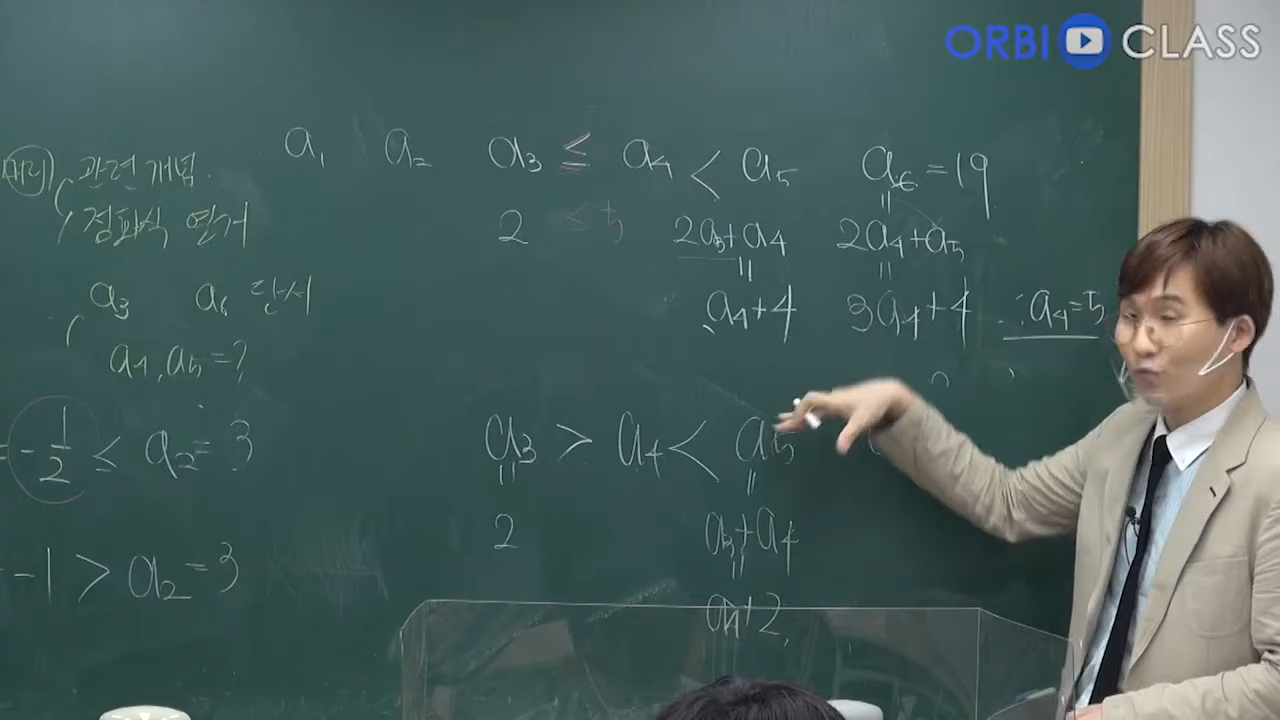 ORBI CLASS
관련 개념.
점화식 연거
a₃ a₆ 단서
a₄, a₅ = ?
-1/2 ≤ a₂ = 3
-1 > a₂ = 3
a₁ a₂ a₃ ≤ a₄ < a₅ a₆ = 19
2 ≤ 5 2a₃+a₄ 2a₄+a₅
a₄+4 3a₄+4 ∴a₄=5
a₃ > a₄ < a₅
2 a₃+a₄
a₄+2